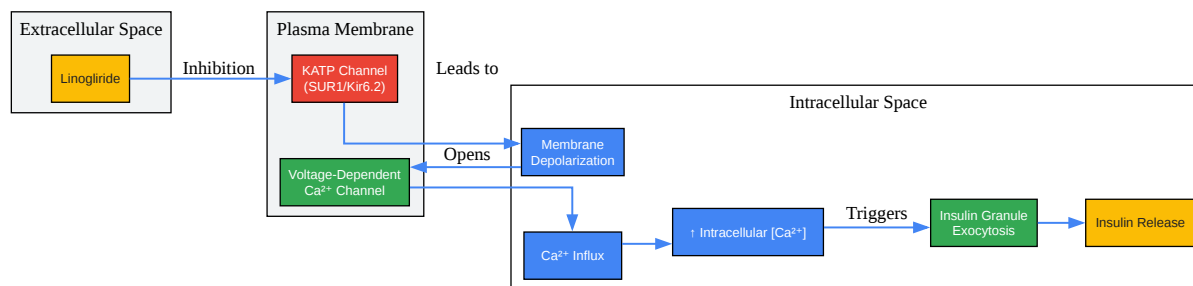 Extracellular Space
Linogliride
Inhibition
Plasma Membrane
KATP Channel
(SUR1/Kir6.2)
Leads to
Intracellular Space
Membrane
Depolarization
Opens
Voltage-Dependent
Ca²⁺ Channel
Ca²⁺ Influx
↑ Intracellular [Ca²⁺]
Triggers
Insulin Granule
Exocytosis
Insulin Release